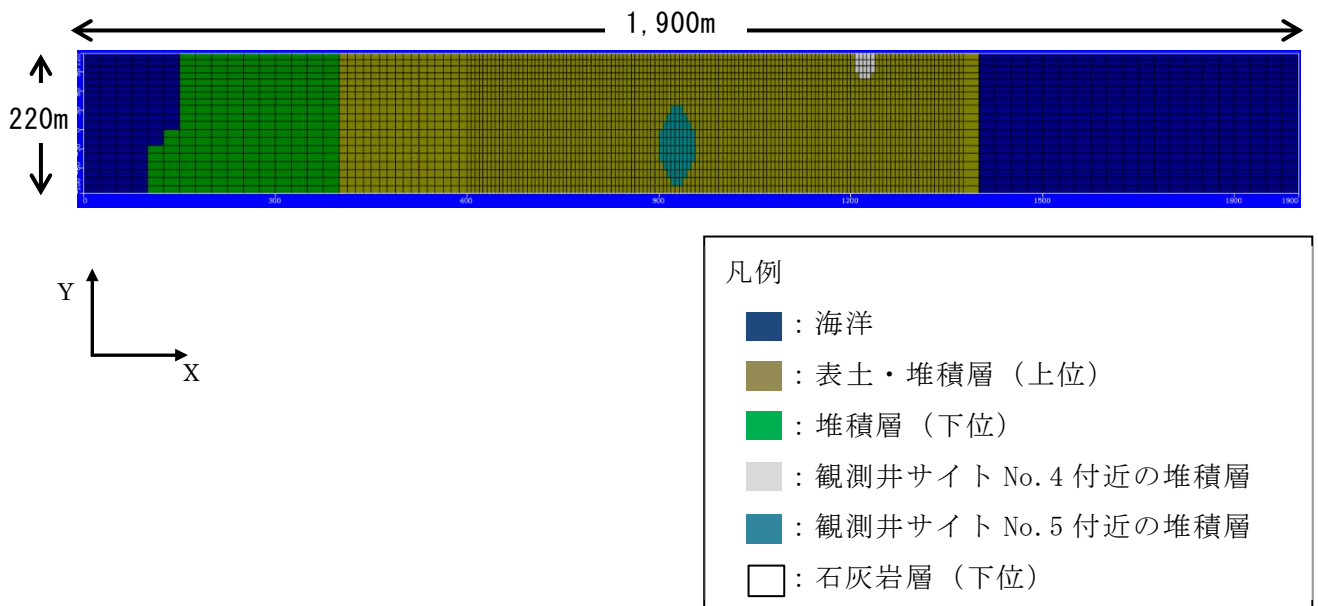 1,900m
220m
0 300 600 900 1200 1500 1800 1900
Y
X
凡例
:海洋
:表土・堆積層(上位)
:堆積層(下位)
:観測井サイト No.4 付近の堆積層
:観測井サイト No.5 付近の堆積層
:石灰岩層(下位)